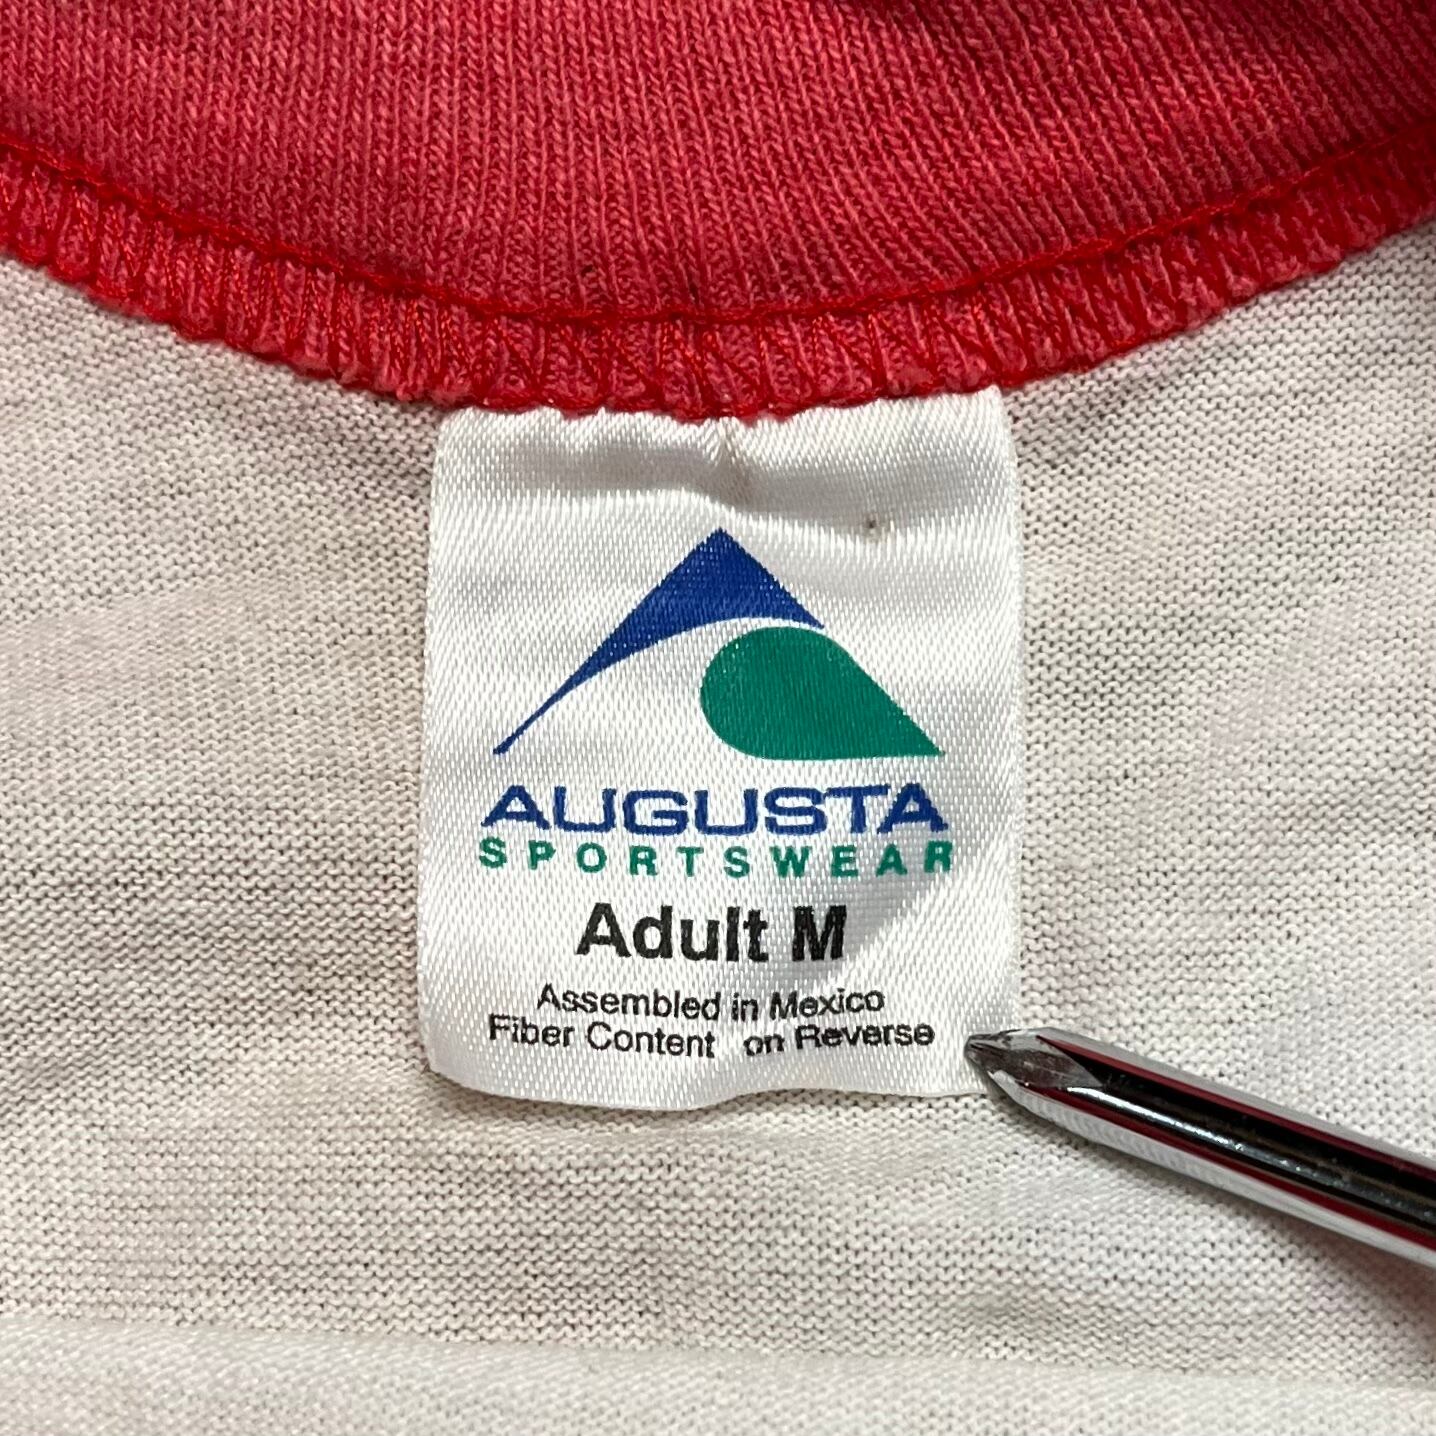 AUGUSTA
SPORTSWEAR
Adult M
Assembled in Mexico
Fiber Content on Reverse